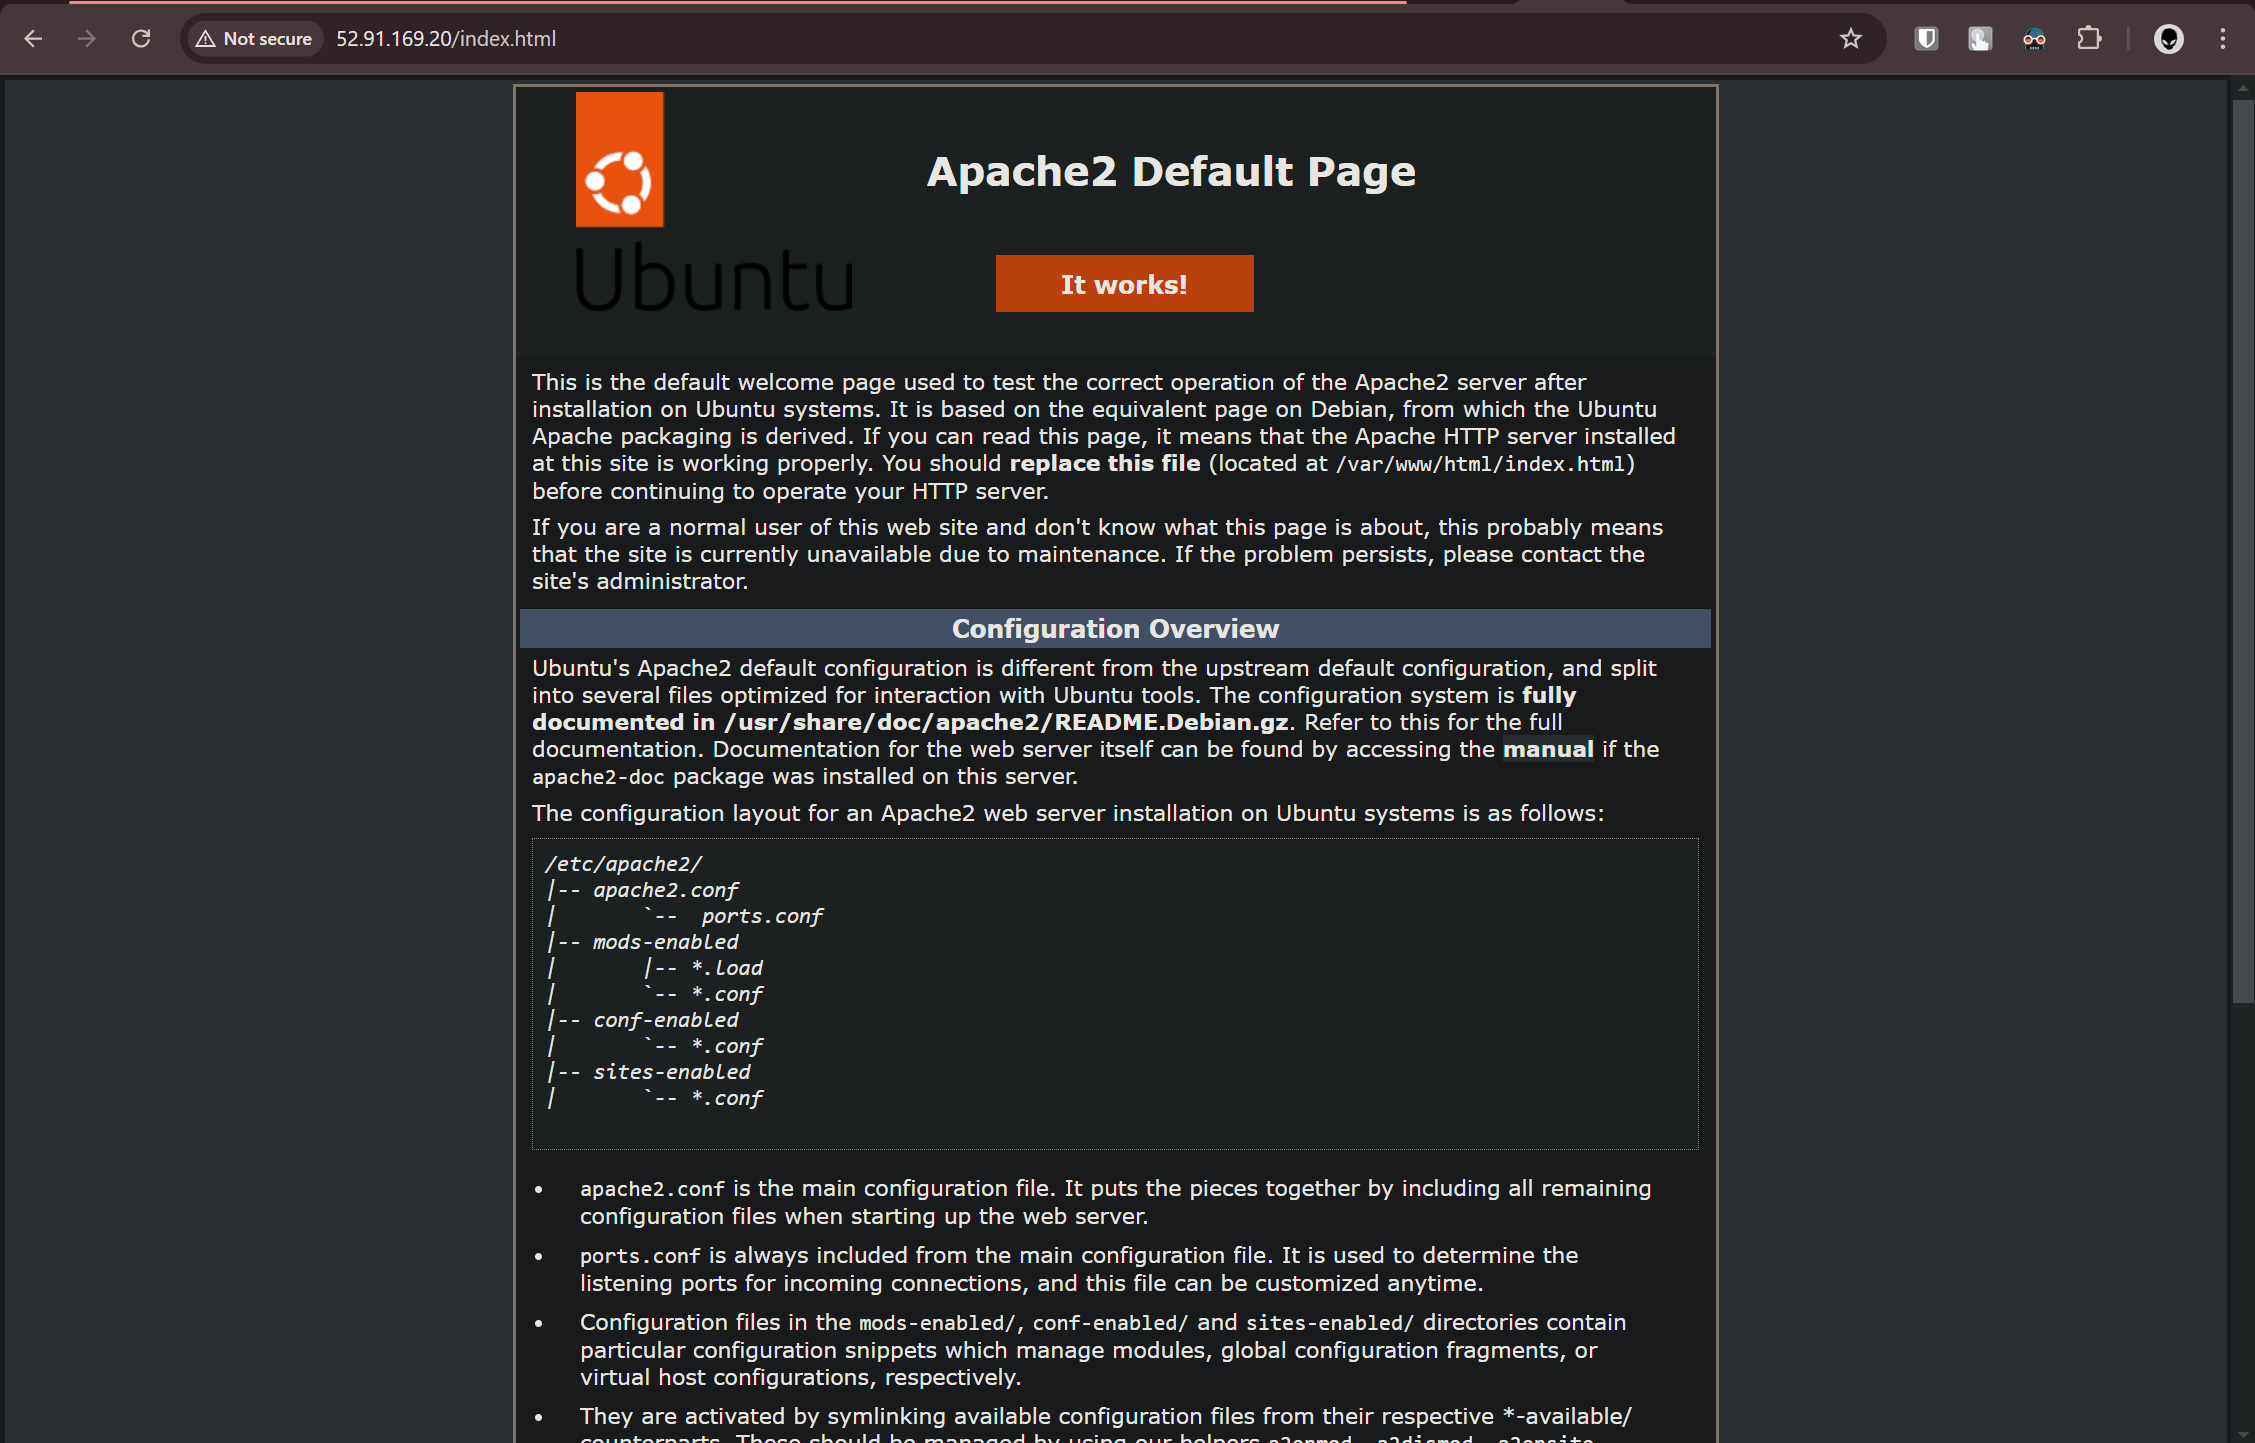 Not secure 52.91.169.20/index.html
Ubuntu
Apache2 Default Page
It works!
This is the default welcome page used to test the correct operation of the Apache2 server after
installation on Ubuntu systems. It is based on the equivalent page on Debian, from which the Ubuntu
Apache packaging is derived. If you can read this page, it means that the Apache HTTP server installed
at this site is working properly. You should replace this file (located at /var/www/html/index.html)
before continuing to operate your HTTP server.
If you are a normal user of this web site and don't know what this page is about, this probably means
that the site is currently unavailable due to maintenance. If the problem persists, please contact the
site's administrator.
Configuration Overview
Ubuntu's Apache2 default configuration is different from the upstream default configuration, and split
into several files optimized for interaction with Ubuntu tools. The configuration system is fully
documented in /usr/share/doc/apache2/README.Debian.gz. Refer to this for the full
documentation. Documentation for the web server itself can be found by accessing the manual if the
apache2-doc package was installed on this server.
The configuration layout for an Apache2 web server installation on Ubuntu systems is as follows:
/etc/apache2/
|-- apache2.conf
|       `--  ports.conf
|-- mods-enabled
|       |-- *.load
|       `-- *.conf
|-- conf-enabled
|       `-- *.conf
|-- sites-enabled
|       `-- *.conf
• apache2.conf is the main configuration file. It puts the pieces together by including all remaining
configuration files when starting up the web server.
• ports.conf is always included from the main configuration file. It is used to determine the
listening ports for incoming connections, and this file can be customized anytime.
• Configuration files in the mods-enabled/, conf-enabled/ and sites-enabled/ directories contain
particular configuration snippets which manage modules, global configuration fragments, or
virtual host configurations, respectively.
• They are activated by symlinking available configuration files from their respective *-available/
counterparts. These should be managed by using our helpers a2enmod, a2dismod, a2ensite,